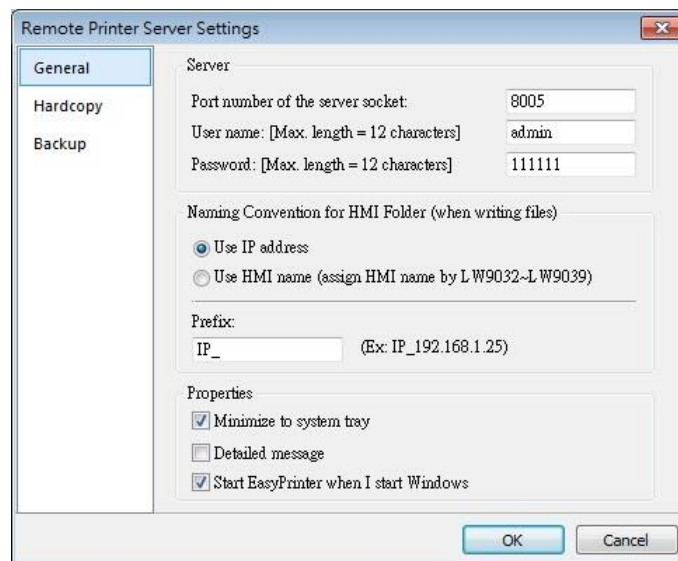 Remote Printer Server Settings
General
Hardcopy
Backup
Server
Port number of the server socket: 8005
User name: [Max. length = 12 characters] admin
Password: [Max. length = 12 characters] 111111
Naming Convention for HMI Folder (when writing files)
Use IP address
Use HMI name (assign HMI name by LW9032~LW9039)
Prefix:
IP_ (Ex: IP_192.168.1.25)
Properties
Minimize to system tray
Detailed message
Start EasyPrinter when I start Windows
OK Cancel